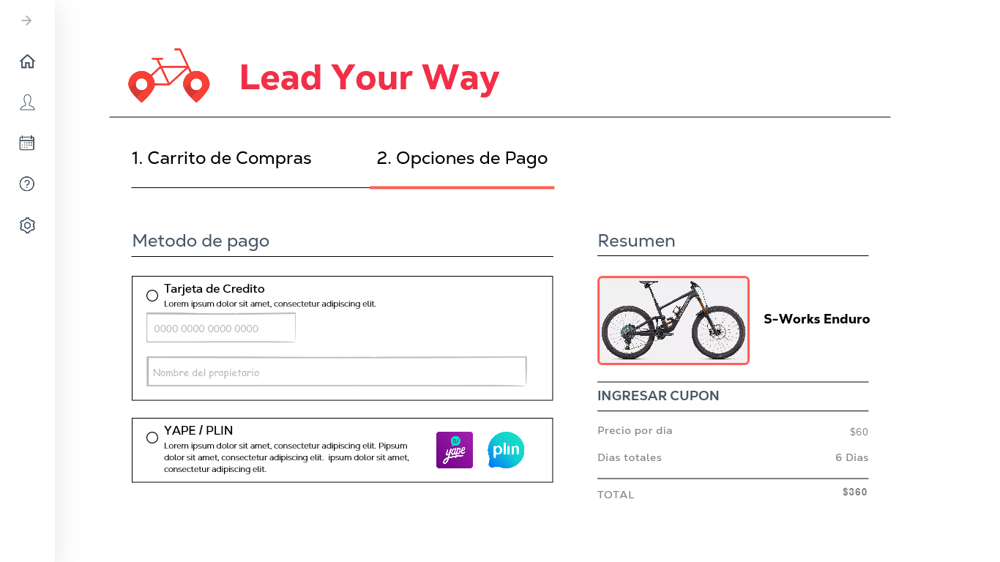 Lead Your Way
1. Carrito de Compras
2. Opciones de Pago
Metodo de pago
Tarjeta de Credito
Lorem ipsum dolor sit amet, consectetur adipiscing elit.
0000 0000 0000 0000
Nombre del propietario
YAPE / PLIN
Lorem ipsum dolor sit amet, consectetur adipiscing elit. Pipsum
dolor sit amet, consectetur adipiscing elit. ipsum dolor sit amet,
consectetur adipiscing elit.
S/
yape
plin
Resumen
S-Works Enduro
INGRESAR CUPON
Precio por dia $60
Dias totales 6 Dias
TOTAL $360